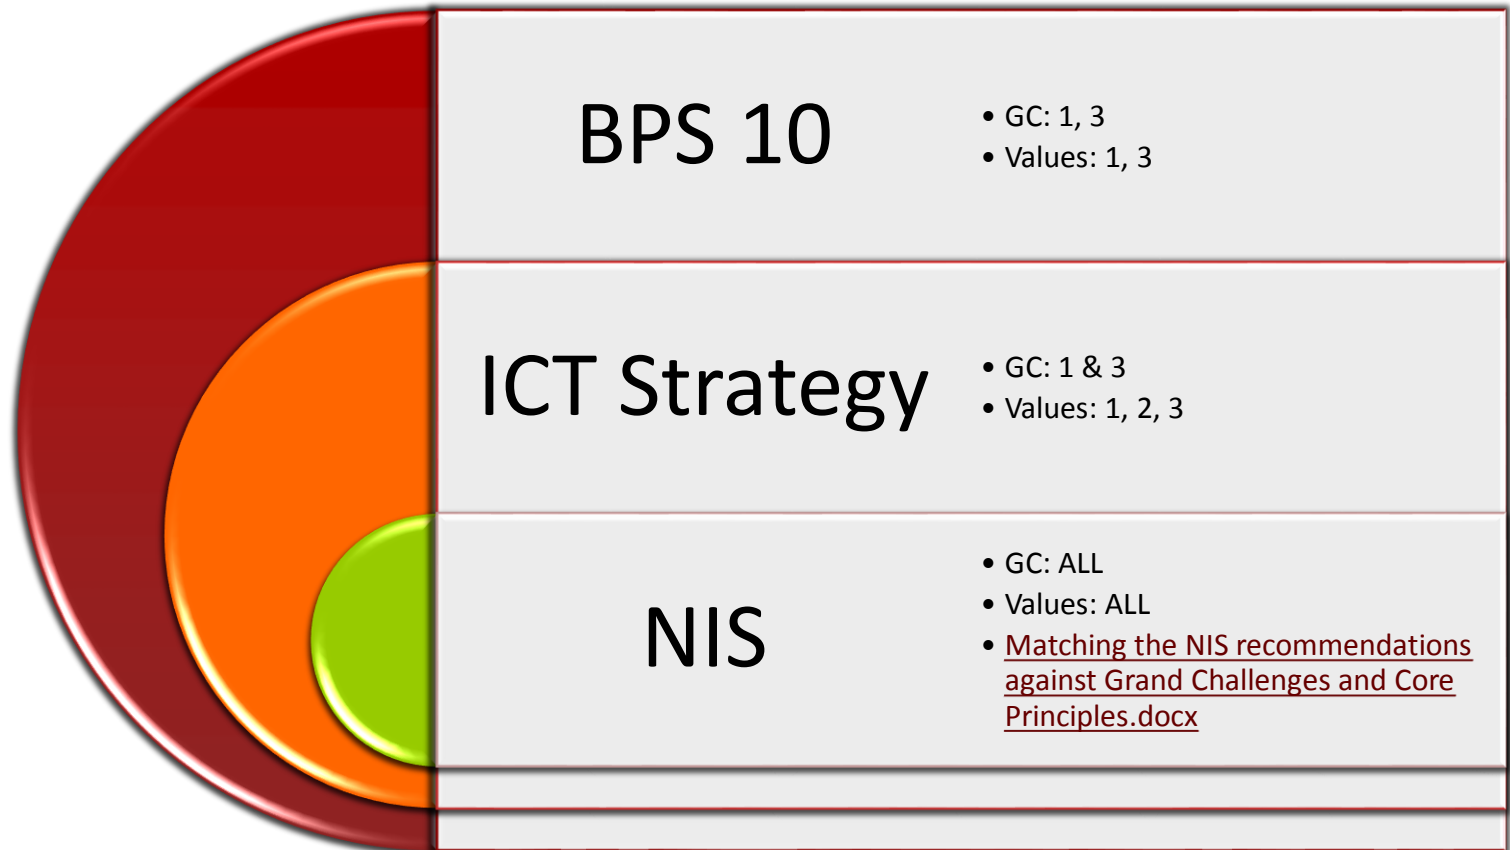 BPS 10
• GC: 1, 3
• Values: 1, 3
ICT Strategy
• GC: 1 & 3
• Values: 1, 2, 3
NIS
• GC: ALL
• Values: ALL
• Matching the NIS recommendations
against Grand Challenges and Core
Principles.docx